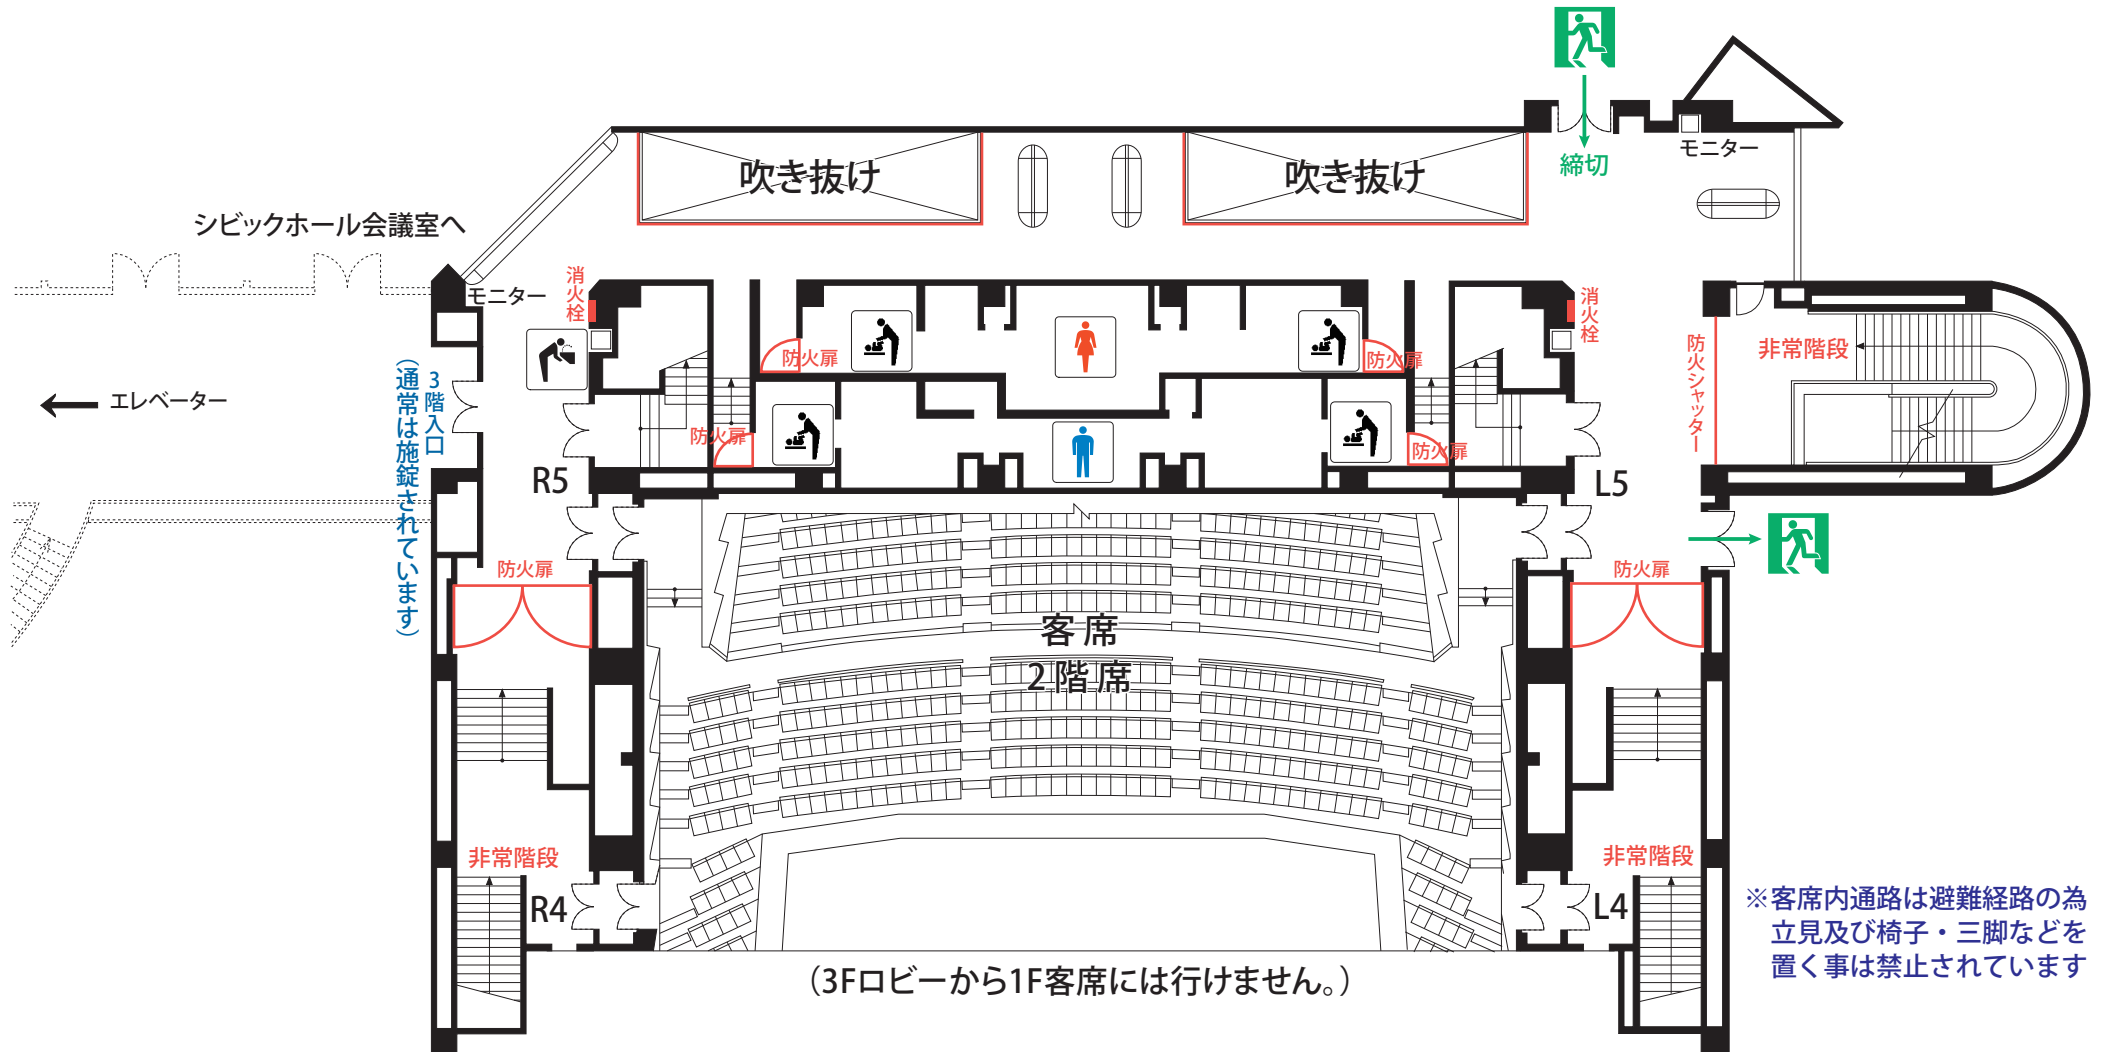 締切
モニター
吹き抜け
吹き抜け
シビックホール会議室へ
モニター
消火栓
消火栓
防火扉
防火扉
防火シャッター
非常階段
エレベーター
3階入口
(通常は施錠されています)
防火扉
防火扉
R5
L5
防火扉
防火扉
客席
2階席
非常階段
非常階段
R4
L4
※客席内通路は避難経路の為
立見及び椅子・三脚などを
置く事は禁止されています
(3Fロビーから1F客席には行けません。)